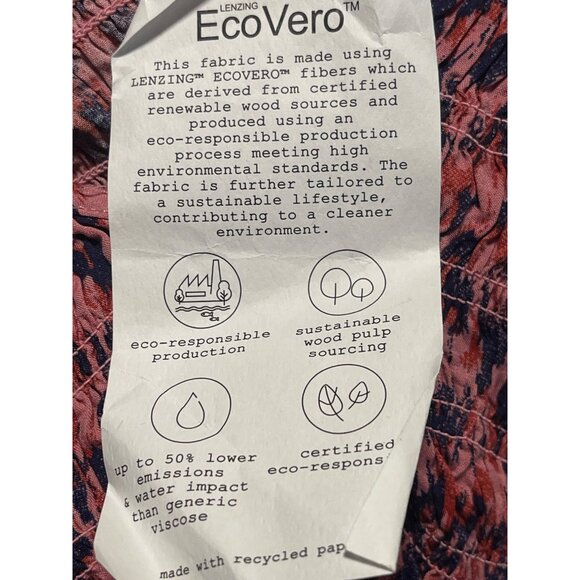 LENZING
EcoVero™
This fabric is made using
LENZING™ ECOVERO™ fibers which
are derived from certified
renewable wood sources and
produced using an
eco-responsible production
process meeting high
environmental standards. The
fabric is further tailored to
a sustainable lifestyle,
contributing to a cleaner
environment.
eco-responsible
production
sustainable
wood pulp
sourcing
up to 50% lower
emissions
& water impact
than generic
viscose
certified
eco-respons
made with recycled pap